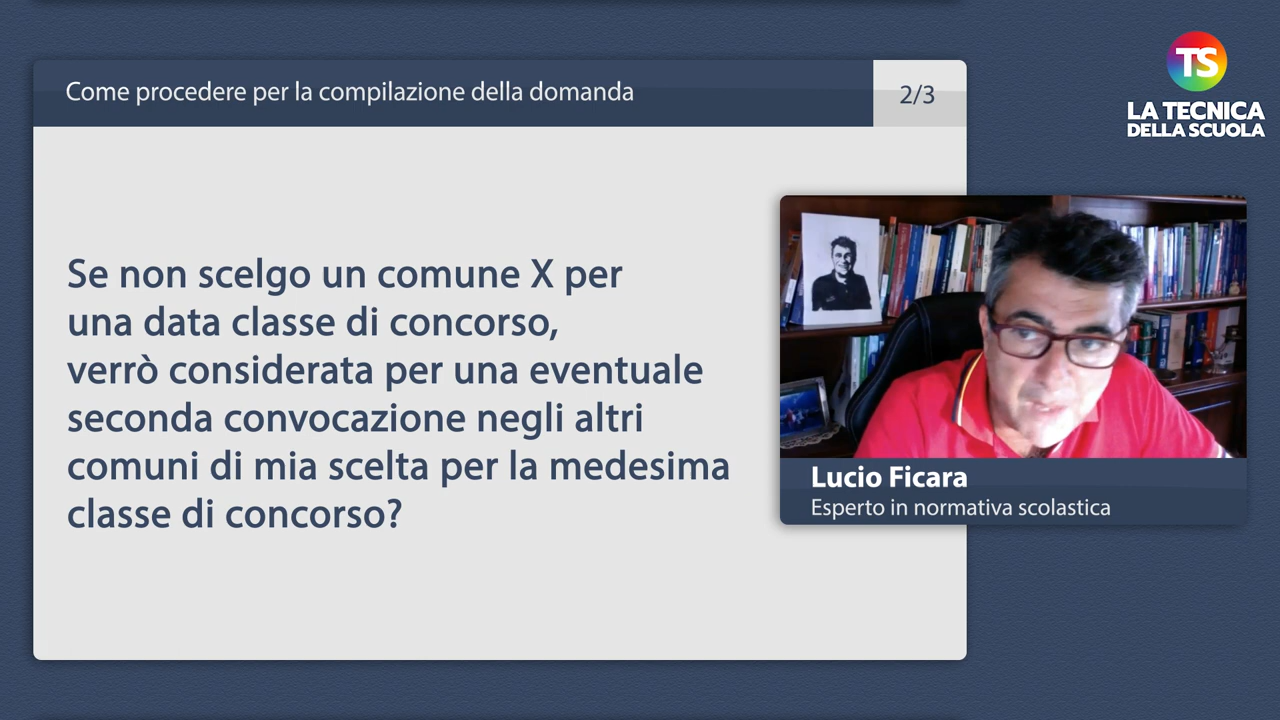 Come procedere per la compilazione della domanda
2/3
TS
LA TECNICA
DELLA SCUOLA
Se non scelgo un comune X per
una data classe di concorso,
verrò considerata per una eventuale
seconda convocazione negli altri
comuni di mia scelta per la medesima
classe di concorso?
Lucio Ficara
Esperto in normativa scolastica